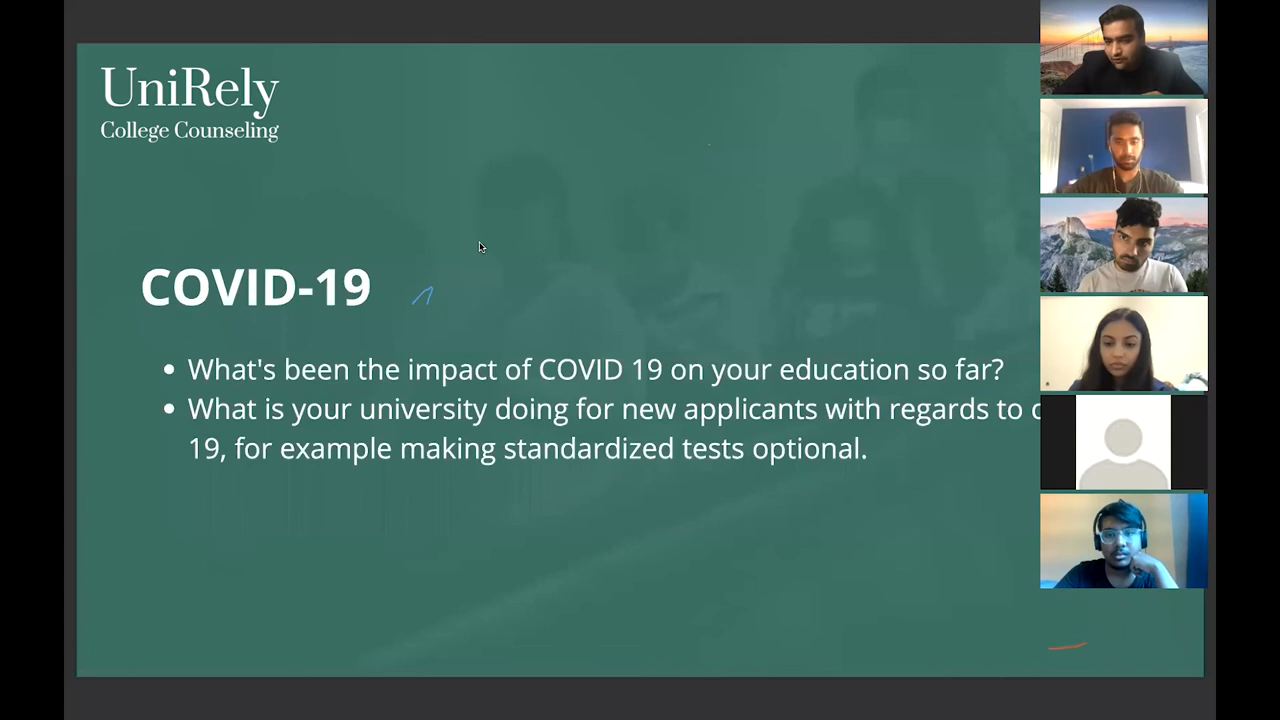 UniRely
College Counseling
COVID-19
• What's been the impact of COVID 19 on your education so far?
• What is your university doing for new applicants with regards to
19, for example making standardized tests optional.